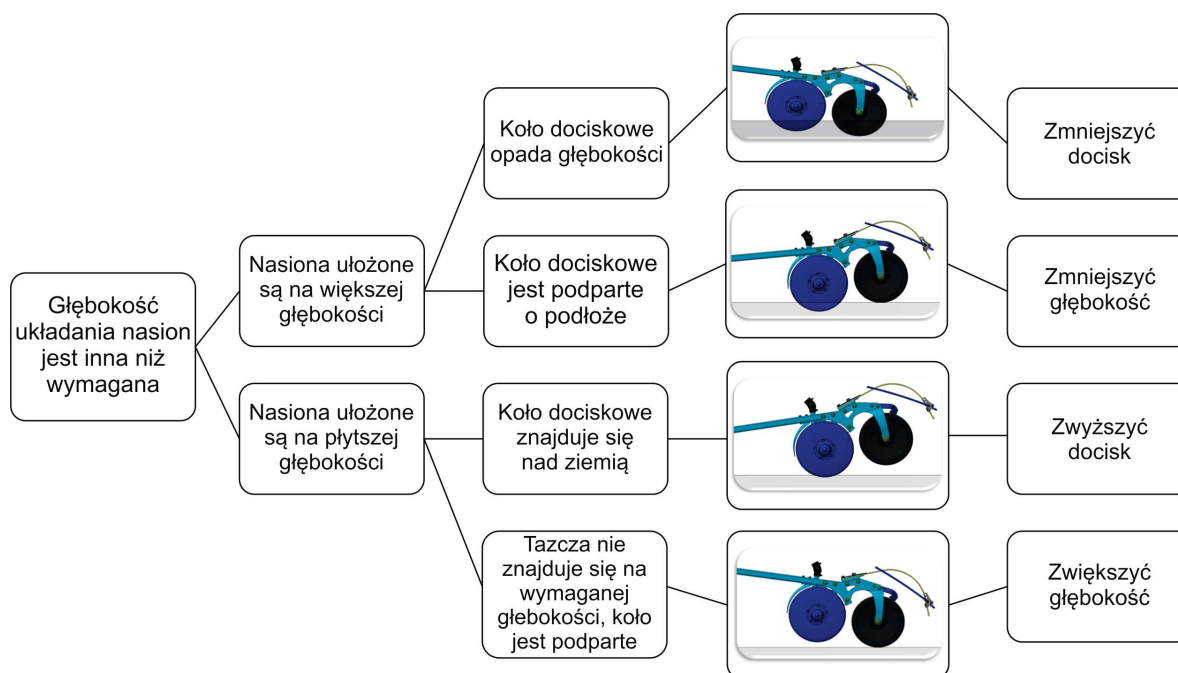 Głębokość
układania nasion
jest inna niż
wymagana
Nasiona ułożone
są na większej
głębokości
Nasiona ułożone
są na płytszej
głębokości
Koło dociskowe
opada głębokości
Koło dociskowe
jest podparte
o podłoże
Koło dociskowe
znajduje się
nad ziemią
Tazcza nie
znajduje się na
wymaganej
głebokości, koło
jest podparte
Zmniejszyć
docisk
Zmniejszyć
głębokość
Zwyższyć
docisk
Zwiększyć
głębokość